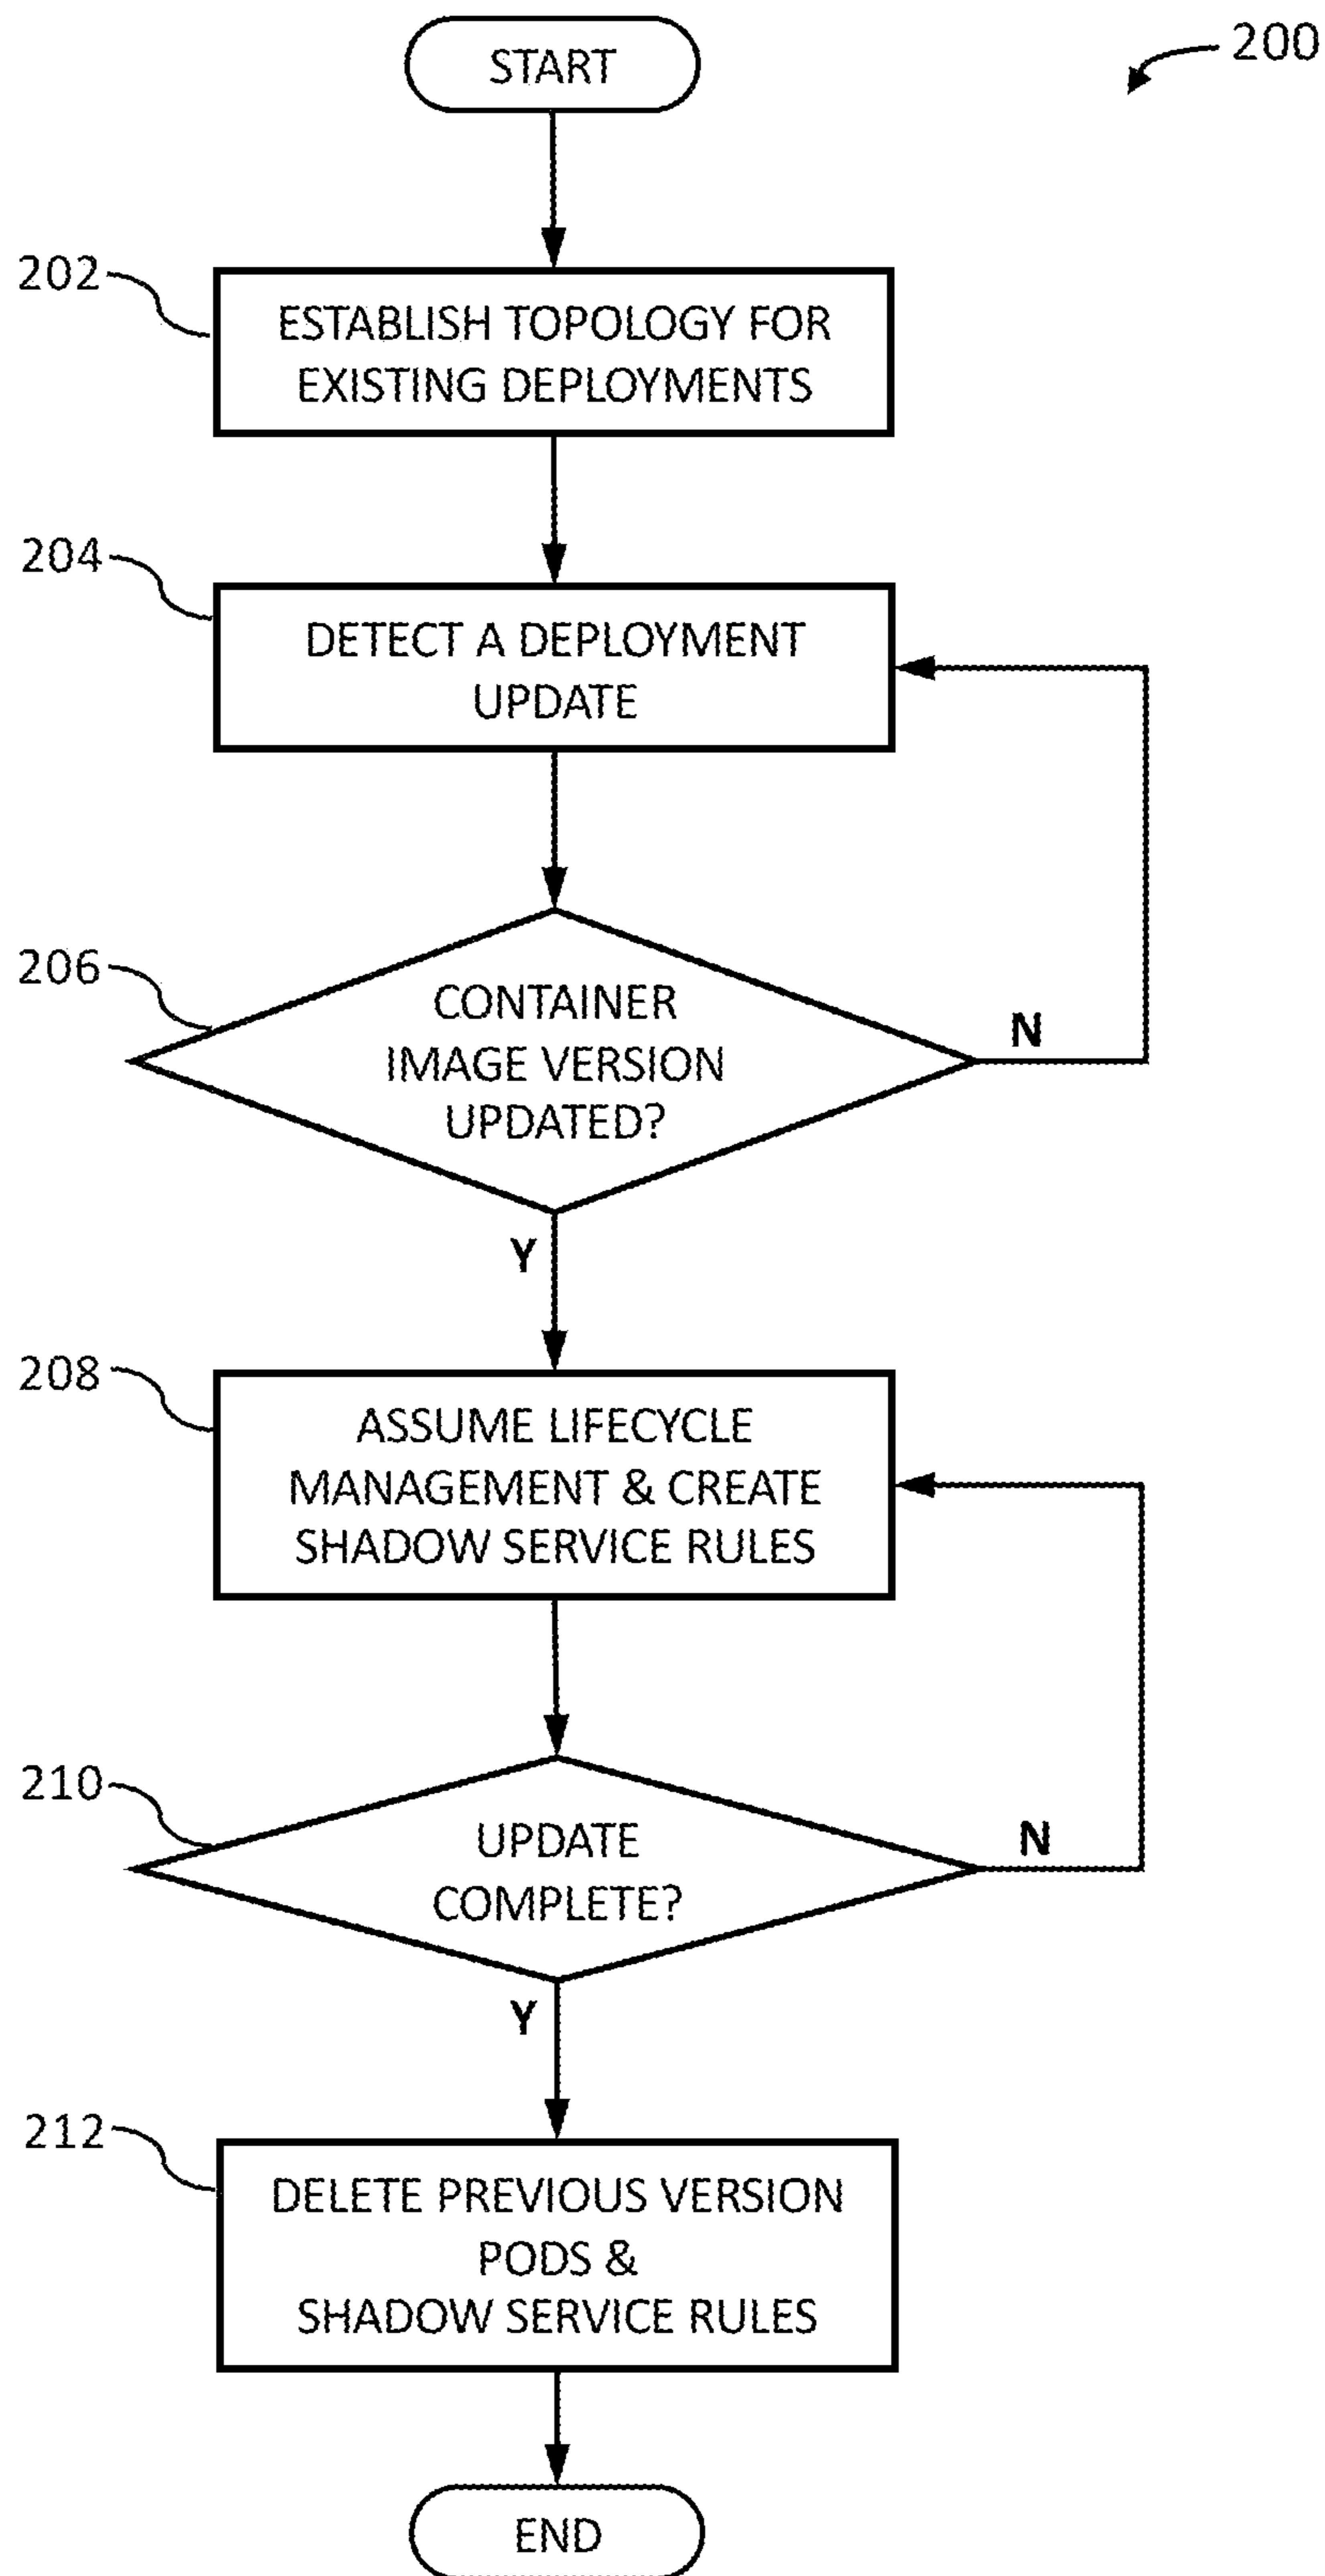 START
200
202
ESTABLISH TOPOLOGY FOR
EXISTING DEPLOYMENTS
204
DETECT A DEPLOYMENT
UPDATE
206
CONTAINER
IMAGE VERSION
UPDATED?
N
Y
208
ASSUME LIFECYCLE
MANAGEMENT & CREATE
SHADOW SERVICE RULES
210
UPDATE
COMPLETE?
N
Y
212
DELETE PREVIOUS VERSION
PODS &
SHADOW SERVICE RULES
END